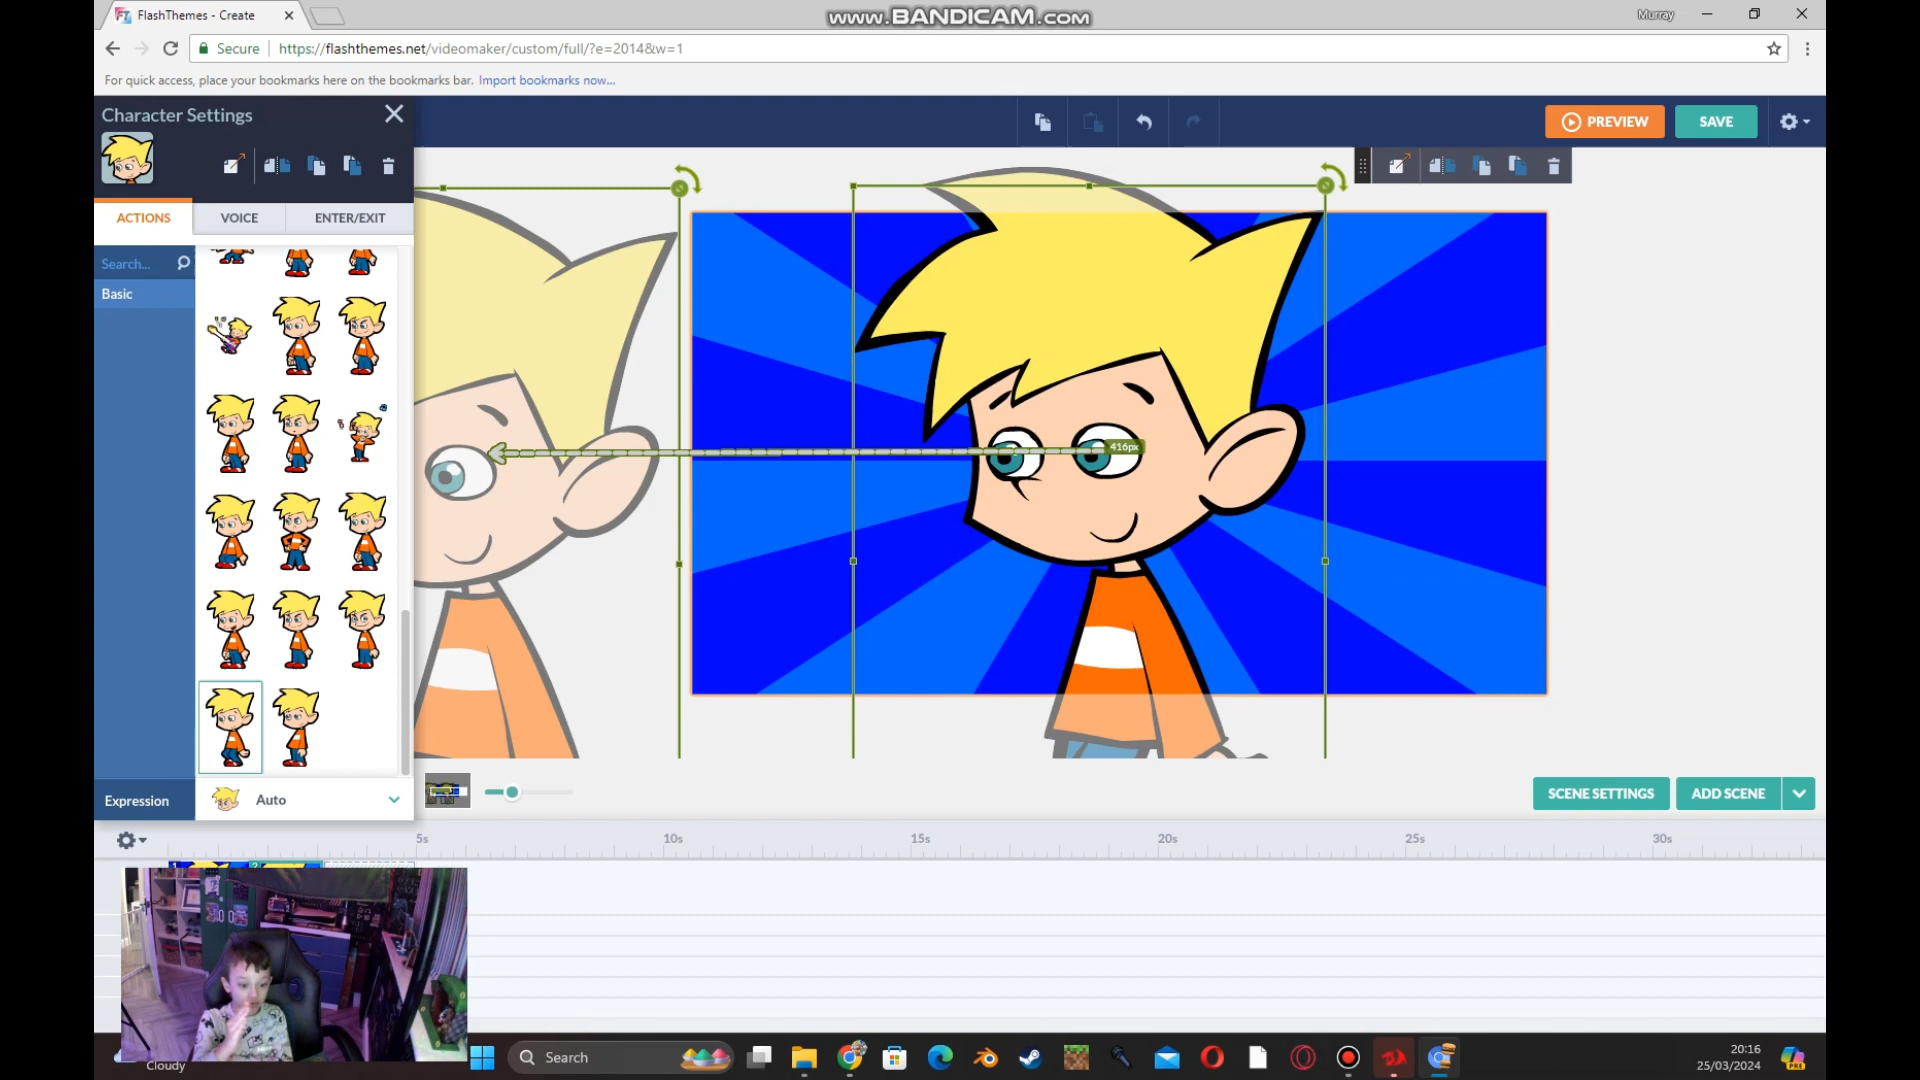 FlashThemes - Create
www.BANDICAM.com
Murray
Secure
https://flashthemes.net/videomaker/custom/full/?e=2014&w=1
For quick access, place your bookmarks here on the bookmarks bar. Import bookmarks now...
Character Settings
PREVIEW
SAVE
ACTIONS
VOICE
ENTER/EXIT
Search...
Basic
416px
Expression
Auto
SCENE SETTINGS
ADD SCENE
5s
10s
15s
20s
25s
30s
1
2
Cloudy
Search
20:16
25/03/2024
PRE